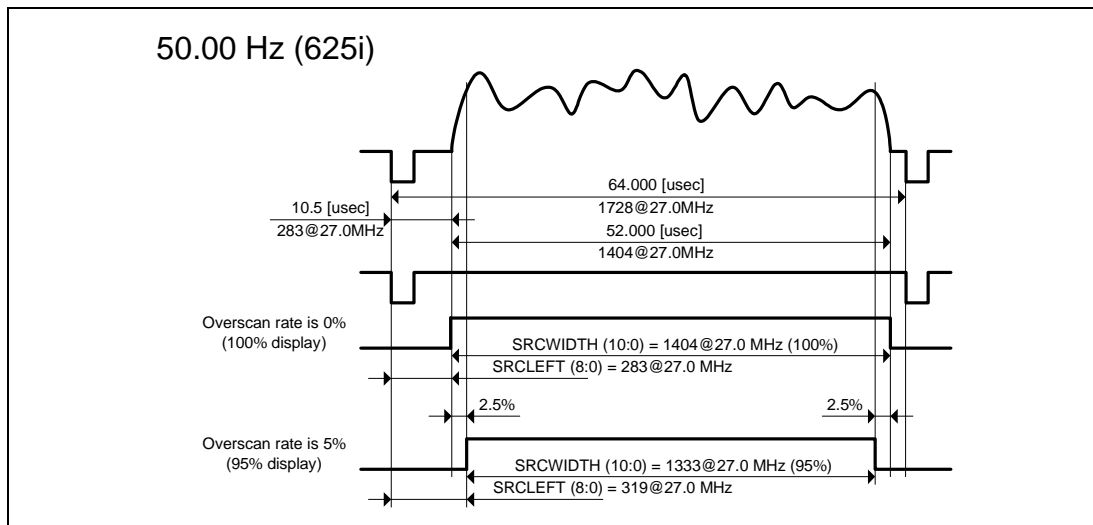 50.00 Hz (625i)
64.000 [usec]
1728@27.0MHz
10.5 [usec]
283@27.0MHz
52.000 [usec]
1404@27.0MHz
Overscan rate is 0%
(100% display)
SRCWIDTH (10:0) = 1404@27.0 MHz (100%)
SRCLEFT (8:0) = 283@27.0 MHz
2.5%
2.5%
Overscan rate is 5%
(95% display)
SRCWIDTH (10:0) = 1333@27.0 MHz (95%)
SRCLEFT (8:0) = 319@27.0 MHz